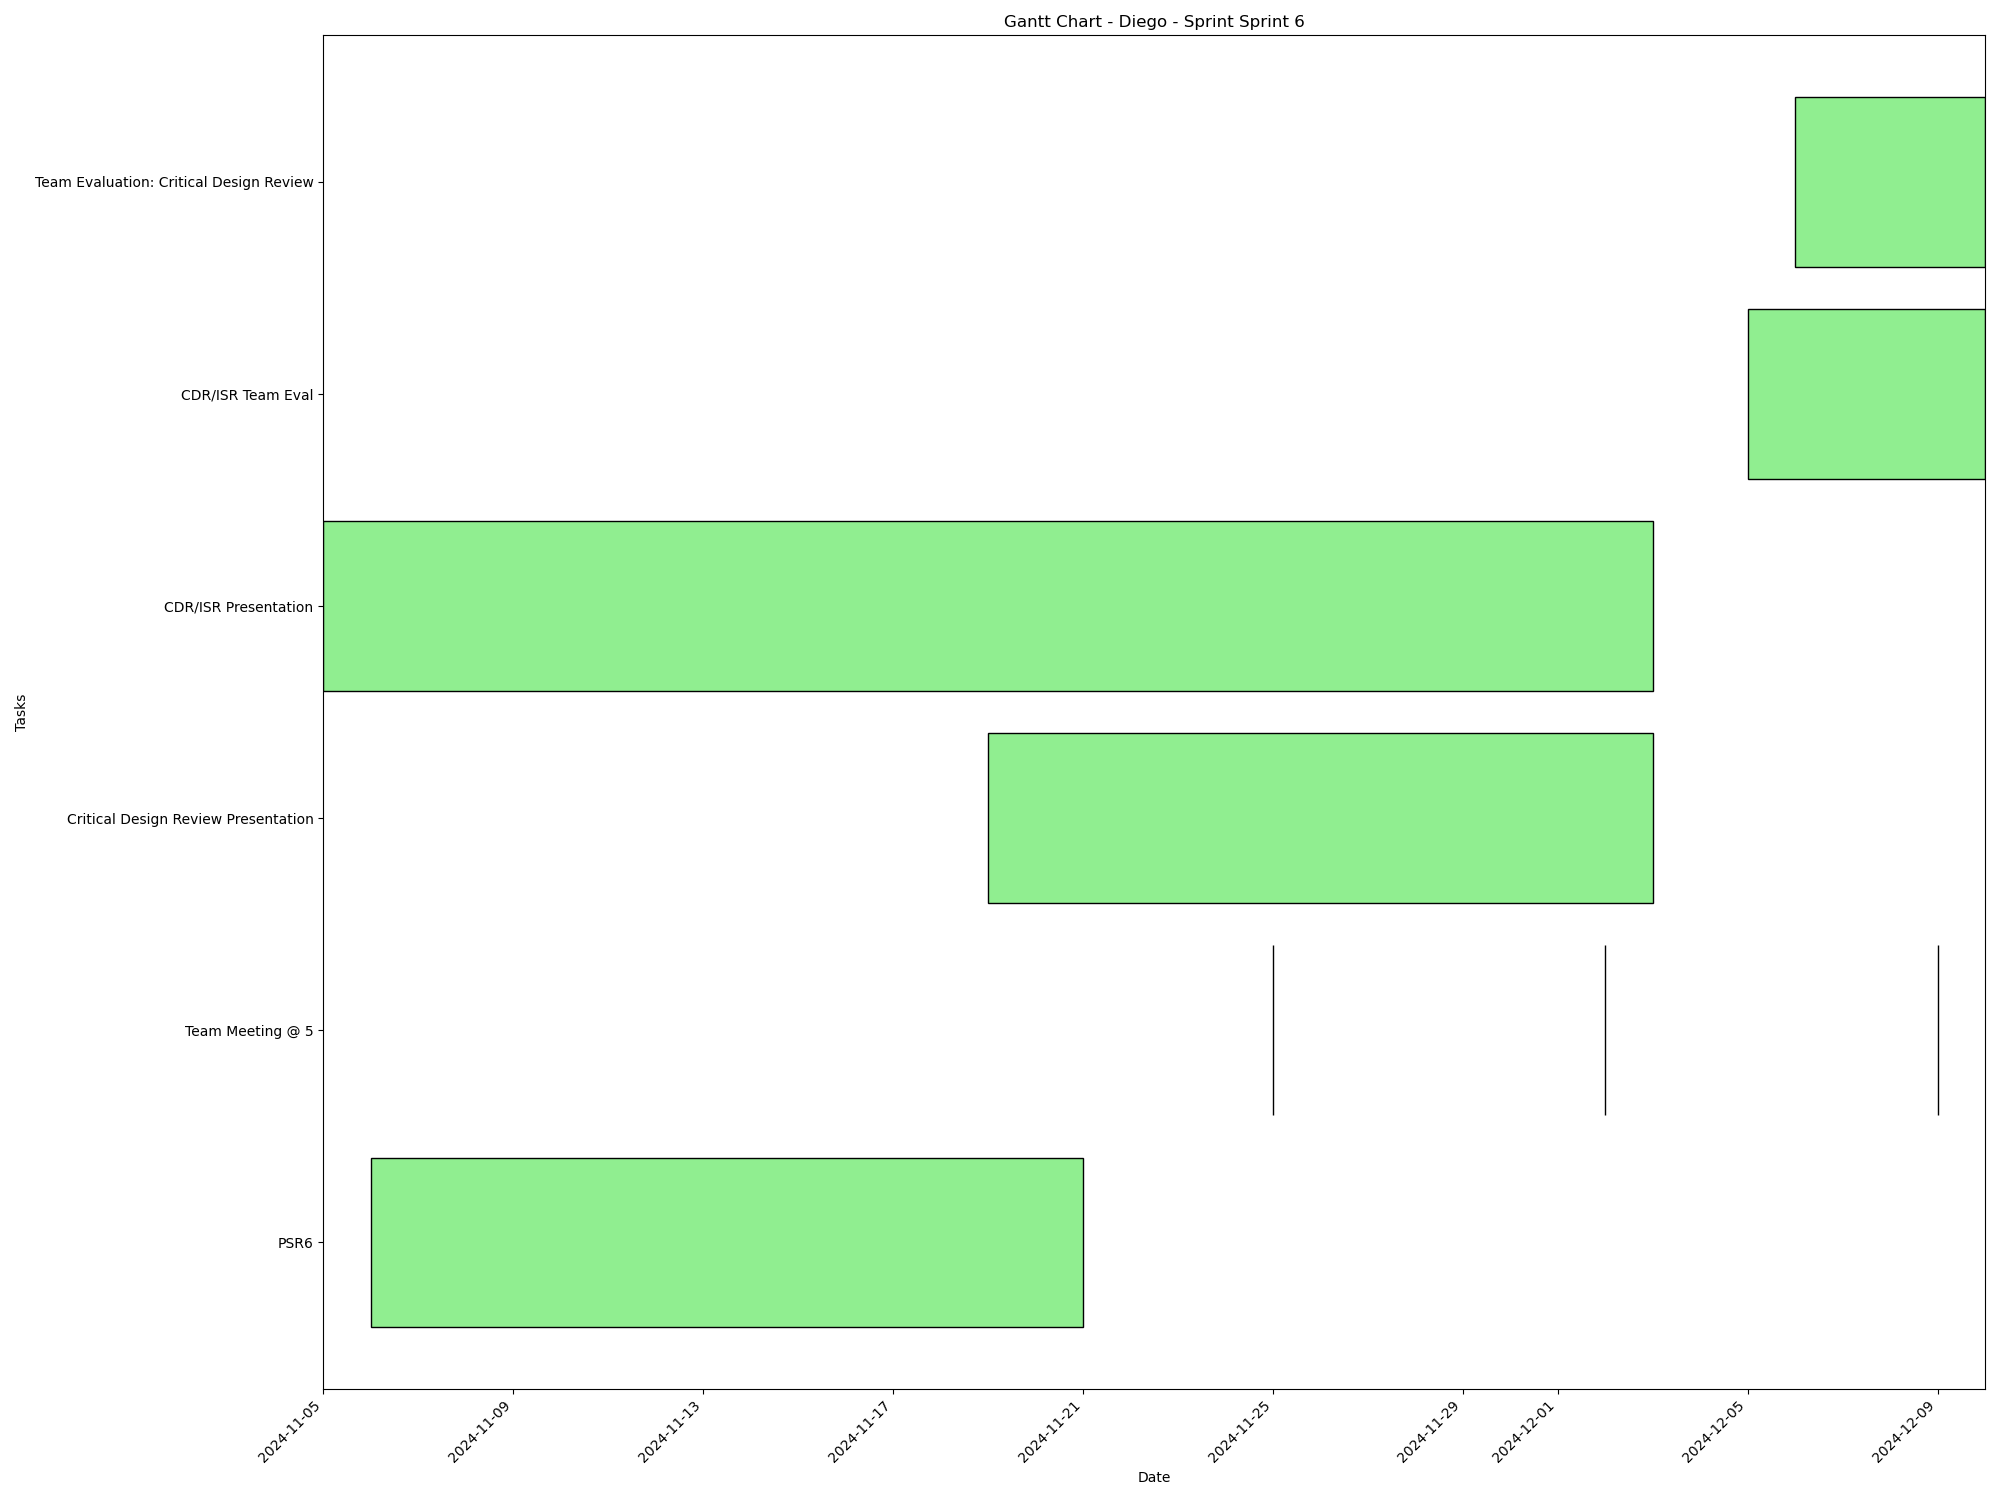 Gantt Chart - Diego - Sprint Sprint 6
Team Evaluation: Critical Design Review
CDR/ISR Team Eval
CDR/ISR Presentation
Critical Design Review Presentation
Team Meeting @ 5
PSR6
Tasks
2024-11-05
2024-11-09
2024-11-13
2024-11-17
2024-11-21
2024-11-25
2024-11-29
2024-12-01
2024-12-05
2024-12-09
Date